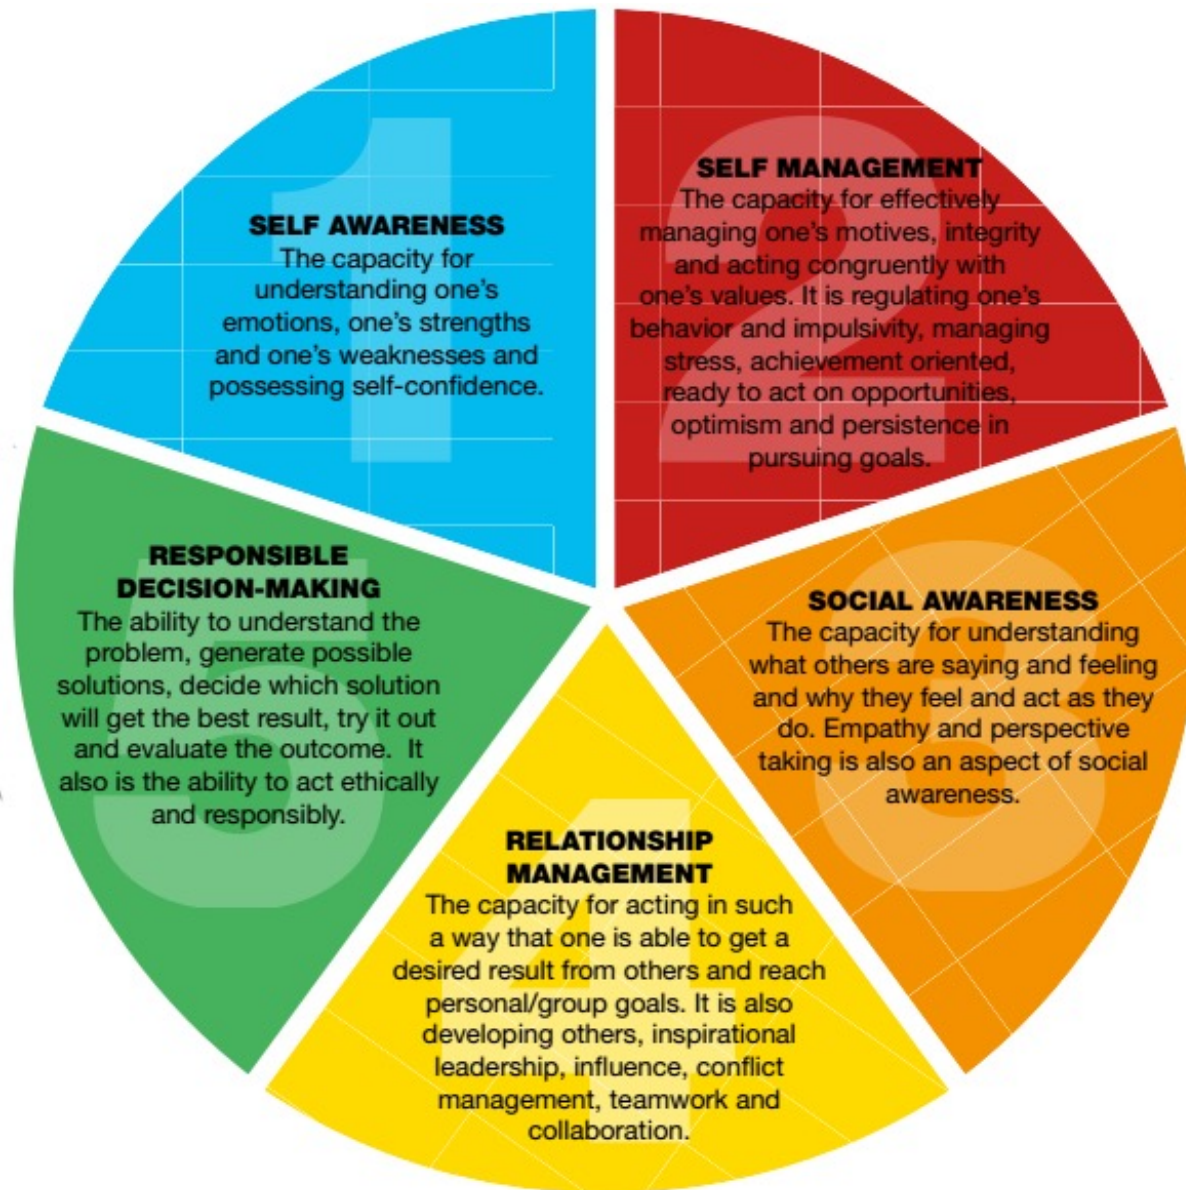 1
SELF AWARENESS
The capacity for
understanding one's
emotions, one's strengths
and one's weaknesses and
possessing self-confidence.
2
SELF MANAGEMENT
The capacity for effectively
managing one's motives, integrity
and acting congruently with
one's values. It is regulating one's
behavior and impulsivity, managing
stress, achievement oriented,
ready to act on opportunities,
optimism and persistence in
pursuing goals.
3
SOCIAL AWARENESS
The capacity for understanding
what others are saying and feeling
and why they feel and act as they
do. Empathy and perspective
taking is also an aspect of social
awareness.
4
RELATIONSHIP
MANAGEMENT
The capacity for acting in such
a way that one is able to get a
desired result from others and reach
personal/group goals. It is also
developing others, inspirational
leadership, influence, conflict
management, teamwork and
collaboration.
5
RESPONSIBLE
DECISION-MAKING
The ability to understand the
problem, generate possible
solutions, decide which solution
will get the best result, try it out
and evaluate the outcome.  It
also is the ability to act ethically
and responsibly.